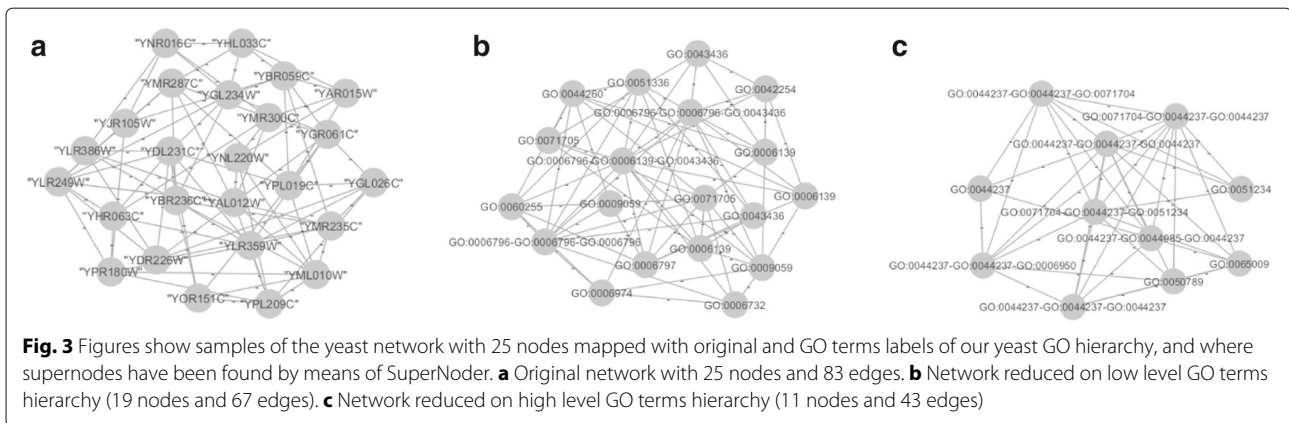 a
"YNR016C"
"YHL033C"
"YMR287C"
"YBR059C"
"YGL234W"
"YAR015W"
"YMR300C"
"YJR105W"
"YGR061C"
"YLR386W"
"YDL231C"
"YNL220W"
"YLR249W"
"YPL019C"
"YGL026C"
"YBR236C"
"YAL012W"
"YHR063C"
"YMR235C"
"YLR359W"
"YDR226W"
"YPR180W"
"YML010W"
"YOR151C"
"YPL209C"
b
GO:0043436
GO:0051336
GO:0044260
GO:0042254
GO:0006796-GO:0006796-GO:0043436
GO:0071705
GO:0006139
GO:0006796-GO:0006139-GO:0043436
GO:0006139
GO:0071705
GO:0060255
GO:0009059
GO:0043436
GO:0006796-GO:0006796-GO:0006796
GO:0006139
GO:0006797
GO:0009059
GO:0006974
GO:0006732
c
GO:0044237-GO:0044237-GO:0071704
GO:0071704-GO:0044237-GO:0044237
GO:0044237-GO:0044237-GO:0044237
GO:0044237
GO:0051234
GO:0071704-GO:0044237-GO:0051234
GO:0044237-GO:0044985-GO:0044237
GO:0044237-GO:0044237-GO:0006950
GO:0065009
GO:0050789
GO:0044237-GO:0044237-GO:0044237
Fig. 3 Figures show samples of the yeast network with 25 nodes mapped with original and GO terms labels of our yeast GO hierarchy, and where
supernodes have been found by means of SuperNoder. a Original network with 25 nodes and 83 edges. b Network reduced on low level GO terms
hierarchy (19 nodes and 67 edges). c Network reduced on high level GO terms hierarchy (11 nodes and 43 edges)